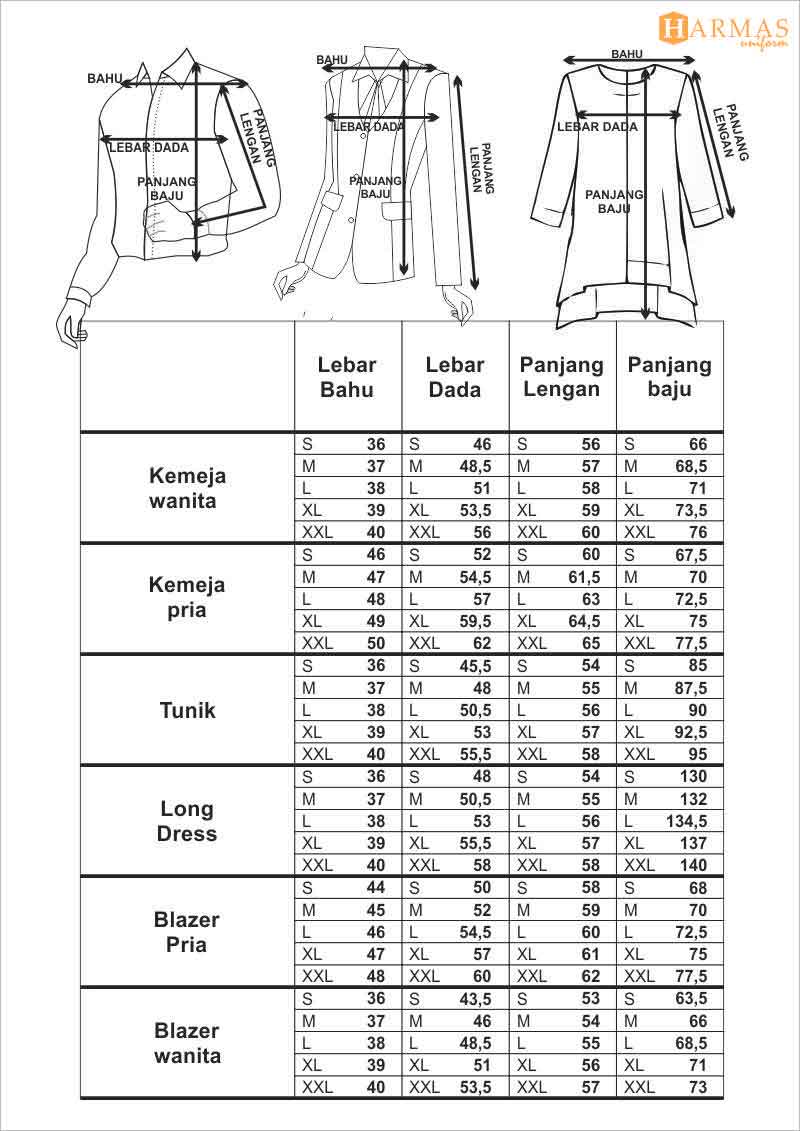 HARMAS
uniform
BAHU
LEBAR DADA
PANJANG
LENGAN
PANJANG
BAJU
BAHU
LEBAR DADA
PANJANG
LENGAN
PANJANG
BAJU
BAHU
LEBAR DADA
PANJANG
LENGAN
PANJANG
BAJU
Lebar Bahu Lebar Dada Panjang Lengan Panjang baju
Kemeja wanita
S 36 S 46 S 56 S 66
M 37 M 48,5 M 57 M 68,5
L 38 L 51 L 58 L 71
XL 39 XL 53,5 XL 59 XL 73,5
XXL 40 XXL 56 XXL 60 XXL 76
Kemeja pria
S 46 S 52 S 60 S 67,5
M 47 M 54,5 M 61,5 M 70
L 48 L 57 L 63 L 72,5
XL 49 XL 59,5 XL 64,5 XL 75
XXL 50 XXL 62 XXL 65 XXL 77,5
Tunik
S 36 S 45,5 S 54 S 85
M 37 M 48 M 55 M 87,5
L 38 L 50,5 L 56 L 90
XL 39 XL 53 XL 57 XL 92,5
XXL 40 XXL 55,5 XXL 58 XXL 95
Long Dress
S 36 S 48 S 54 S 130
M 37 M 50,5 M 55 M 132
L 38 L 53 L 56 L 134,5
XL 39 XL 55,5 XL 57 XL 137
XXL 40 XXL 58 XXL 58 XXL 140
Blazer Pria
S 44 S 50 S 58 S 68
M 45 M 52 M 59 M 70
L 46 L 54,5 L 60 L 72,5
XL 47 XL 57 XL 61 XL 75
XXL 48 XXL 60 XXL 62 XXL 77,5
Blazer wanita
S 36 S 43,5 S 53 S 63,5
M 37 M 46 M 54 M 66
L 38 L 48,5 L 55 L 68,5
XL 39 XL 51 XL 56 XL 71
XXL 40 XXL 53,5 XXL 57 XXL 73